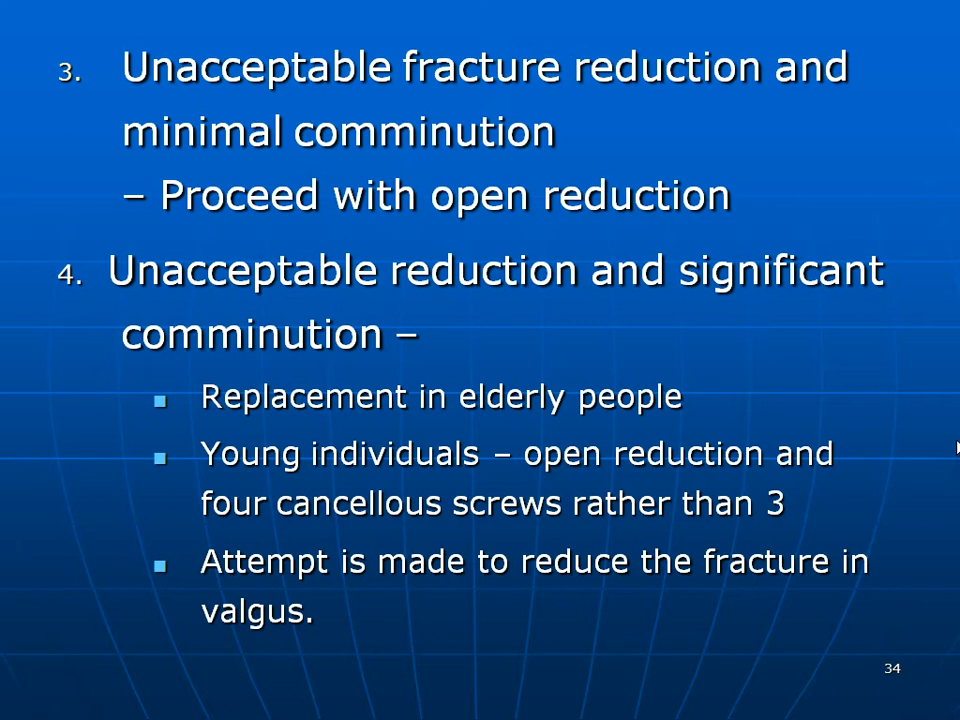 3. Unacceptable fracture reduction and
minimal comminution
– Proceed with open reduction
4. Unacceptable reduction and significant
comminution –
Replacement in elderly people
Young individuals – open reduction and
four cancellous screws rather than 3
Attempt is made to reduce the fracture in
valgus.
34